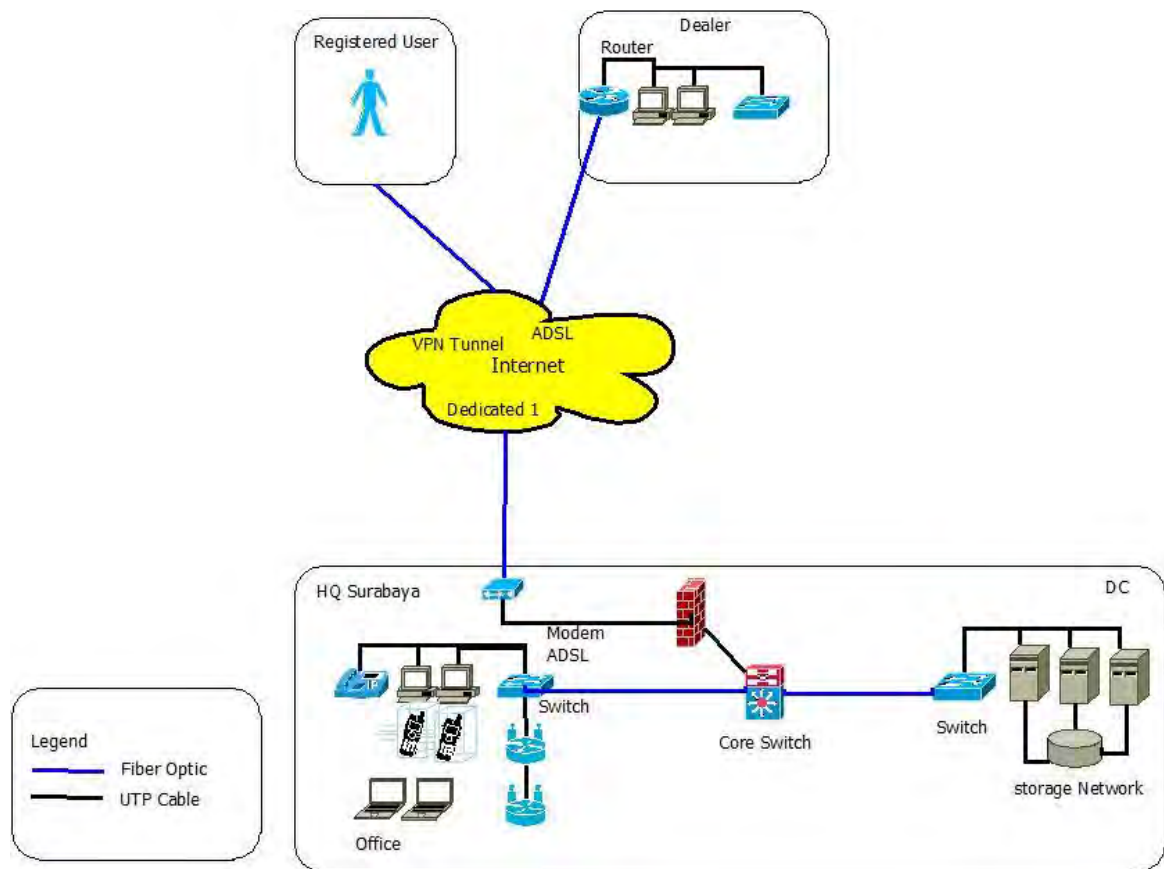 Registered User
Dealer
Router
ADSL
VPN Tunnel
Internet
Dedicated 1
HQ Surabaya
DC
Modem
ADSL
Switch
Core Switch
Switch
storage Network
Office
Legend
Fiber Optic
UTP Cable